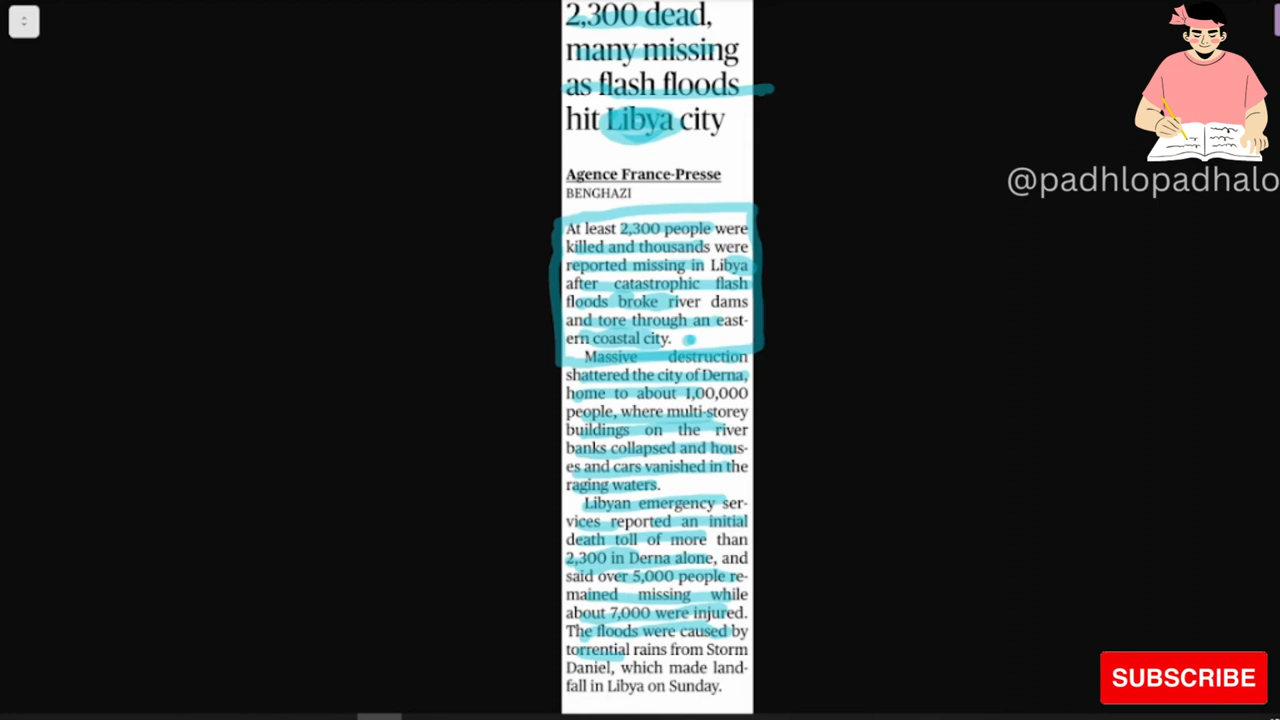 2,300 dead,
many missing
as flash floods
hit Libya city
Agence France-Presse
BENGHAZI
At least 2,300 people were
killed and thousands were
reported missing in Libya
after catastrophic flash
floods broke river dams
and tore through an east-
ern coastal city.
Massive destruction
shattered the city of Derna,
home to about 1,00,000
people, where multi-storey
buildings on the river
banks collapsed and hous-
es and cars vanished in the
raging waters.
Libyan emergency ser-
vices reported an initial
death toll of more than
2,300 in Derna alone, and
said over 5,000 people re-
mained missing while
about 7,000 were injured.
The floods were caused by
torrential rains from Storm
Daniel, which made land-
fall in Libya on Sunday.
@padhlopadhalo
SUBSCRIBE